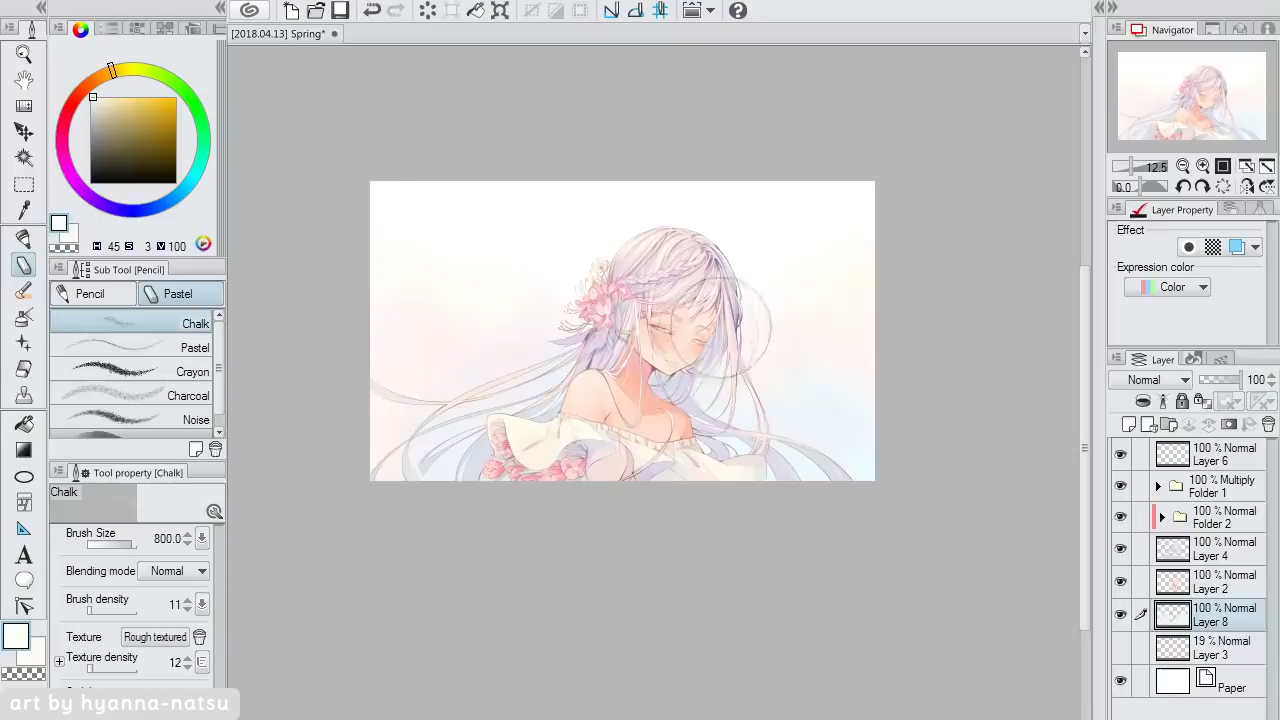 [2018.04.13] Spring*
H 45 S 3 V 100
Sub Tool [Pencil]
Pencil
Pastel
Chalk
Pastel
Crayon
Charcoal
Noise
Tool property [Chalk]
Chalk
Brush Size 800.0
Blending mode Normal
Brush density 11
Texture Rough textured
Texture density 12
art by hyanna-natsu
Navigator
12.5
0.0
Layer Property
Effect
Expression color
Color
Layer
Normal 100
100 % Normal
Layer 6
100 % Multiply
Folder 1
100 % Normal
Folder 2
100 % Normal
Layer 4
100 % Normal
Layer 2
100 % Normal
Layer 8
19 % Normal
Layer 3
Paper